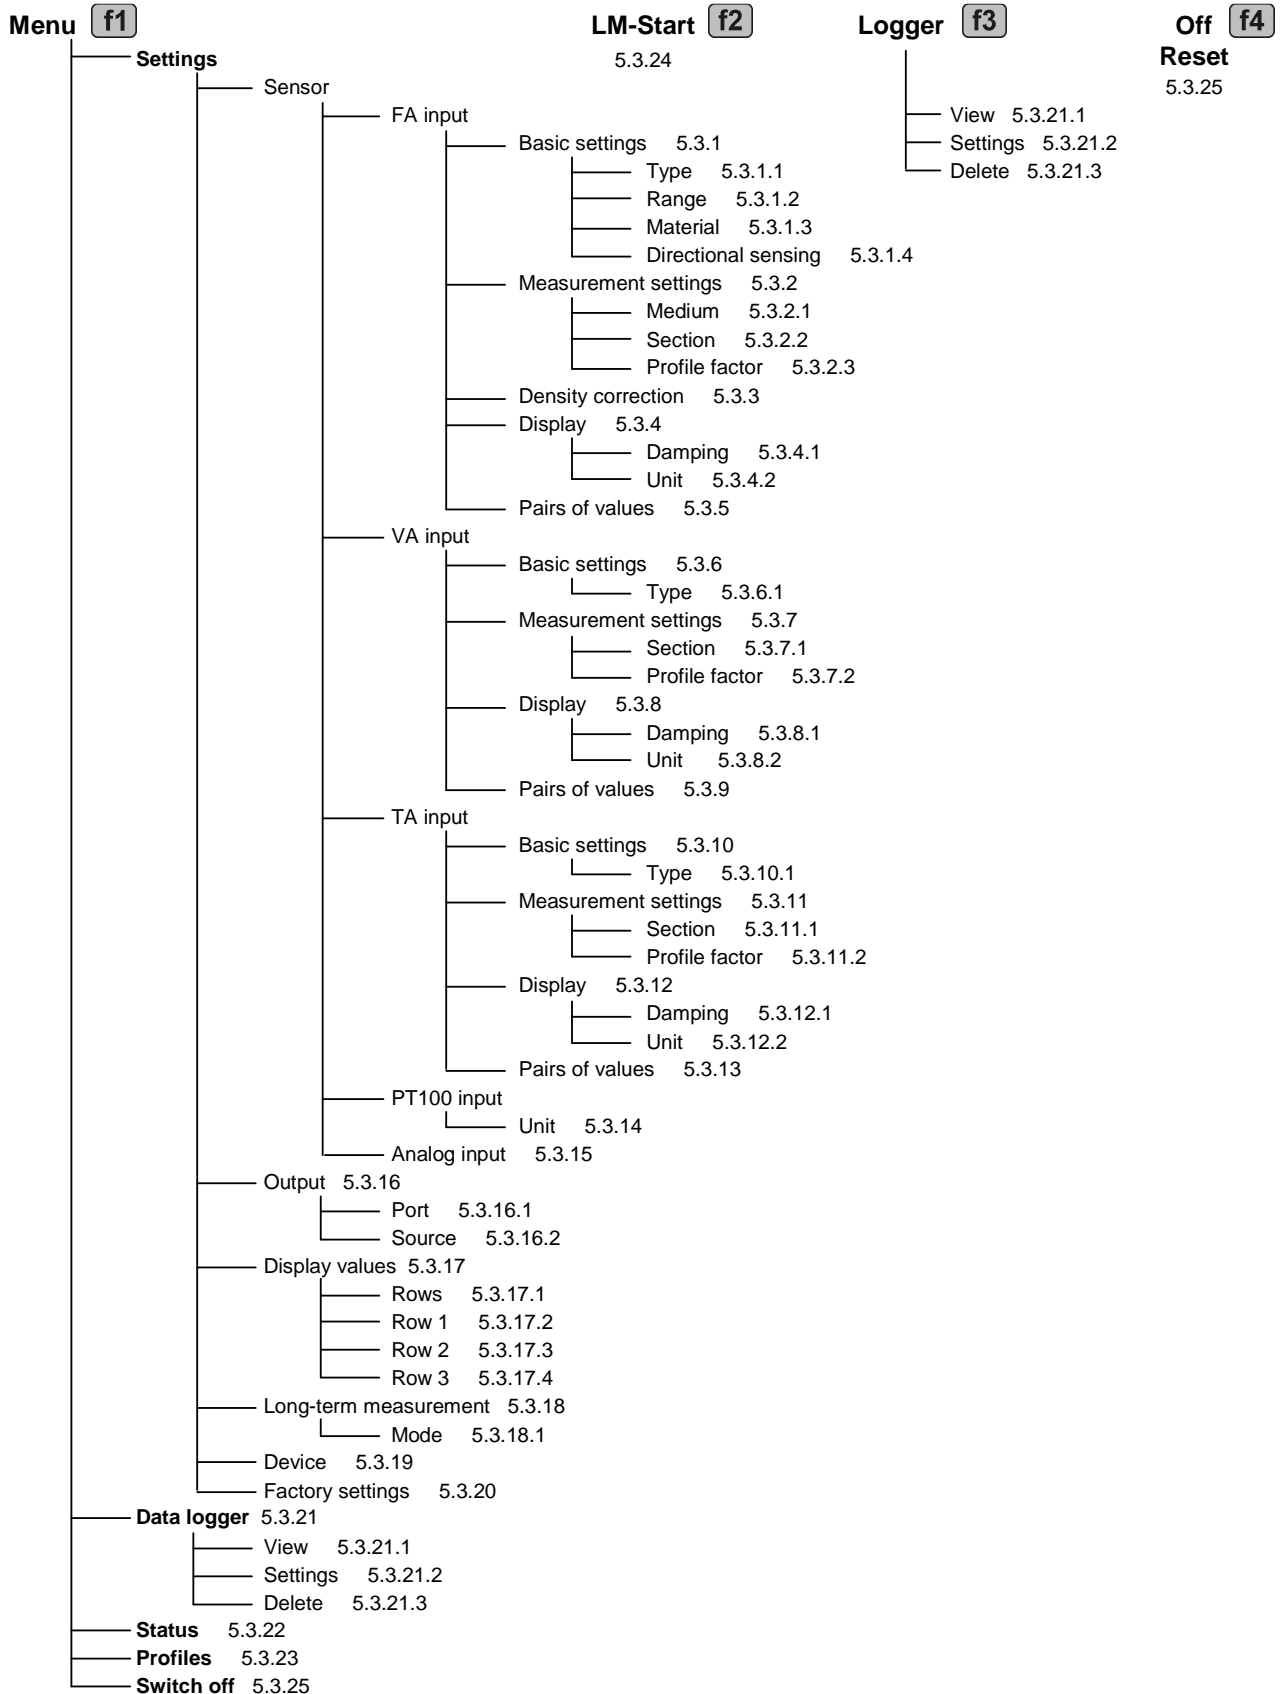 Menu f1 LM-Start f2 Logger f3 Off f4
Settings 5.3.24 Reset
Sensor 5.3.25
FA input View 5.3.21.1
Basic settings 5.3.1 Settings 5.3.21.2
Type 5.3.1.1 Delete 5.3.21.3
Range 5.3.1.2
Material 5.3.1.3
Directional sensing 5.3.1.4
Measurement settings 5.3.2
Medium 5.3.2.1
Section 5.3.2.2
Profile factor 5.3.2.3
Density correction 5.3.3
Display 5.3.4
Damping 5.3.4.1
Unit 5.3.4.2
Pairs of values 5.3.5
VA input
Basic settings 5.3.6
Type 5.3.6.1
Measurement settings 5.3.7
Section 5.3.7.1
Profile factor 5.3.7.2
Display 5.3.8
Damping 5.3.8.1
Unit 5.3.8.2
Pairs of values 5.3.9
TA input
Basic settings 5.3.10
Type 5.3.10.1
Measurement settings 5.3.11
Section 5.3.11.1
Profile factor 5.3.11.2
Display 5.3.12
Damping 5.3.12.1
Unit 5.3.12.2
Pairs of values 5.3.13
PT100 input
Unit 5.3.14
Analog input 5.3.15
Output 5.3.16
Port 5.3.16.1
Source 5.3.16.2
Display values 5.3.17
Rows 5.3.17.1
Row 1 5.3.17.2
Row 2 5.3.17.3
Row 3 5.3.17.4
Long-term measurement 5.3.18
Mode 5.3.18.1
Device 5.3.19
Factory settings 5.3.20
Data logger 5.3.21
View 5.3.21.1
Settings 5.3.21.2
Delete 5.3.21.3
Status 5.3.22
Profiles 5.3.23
Switch off 5.3.25